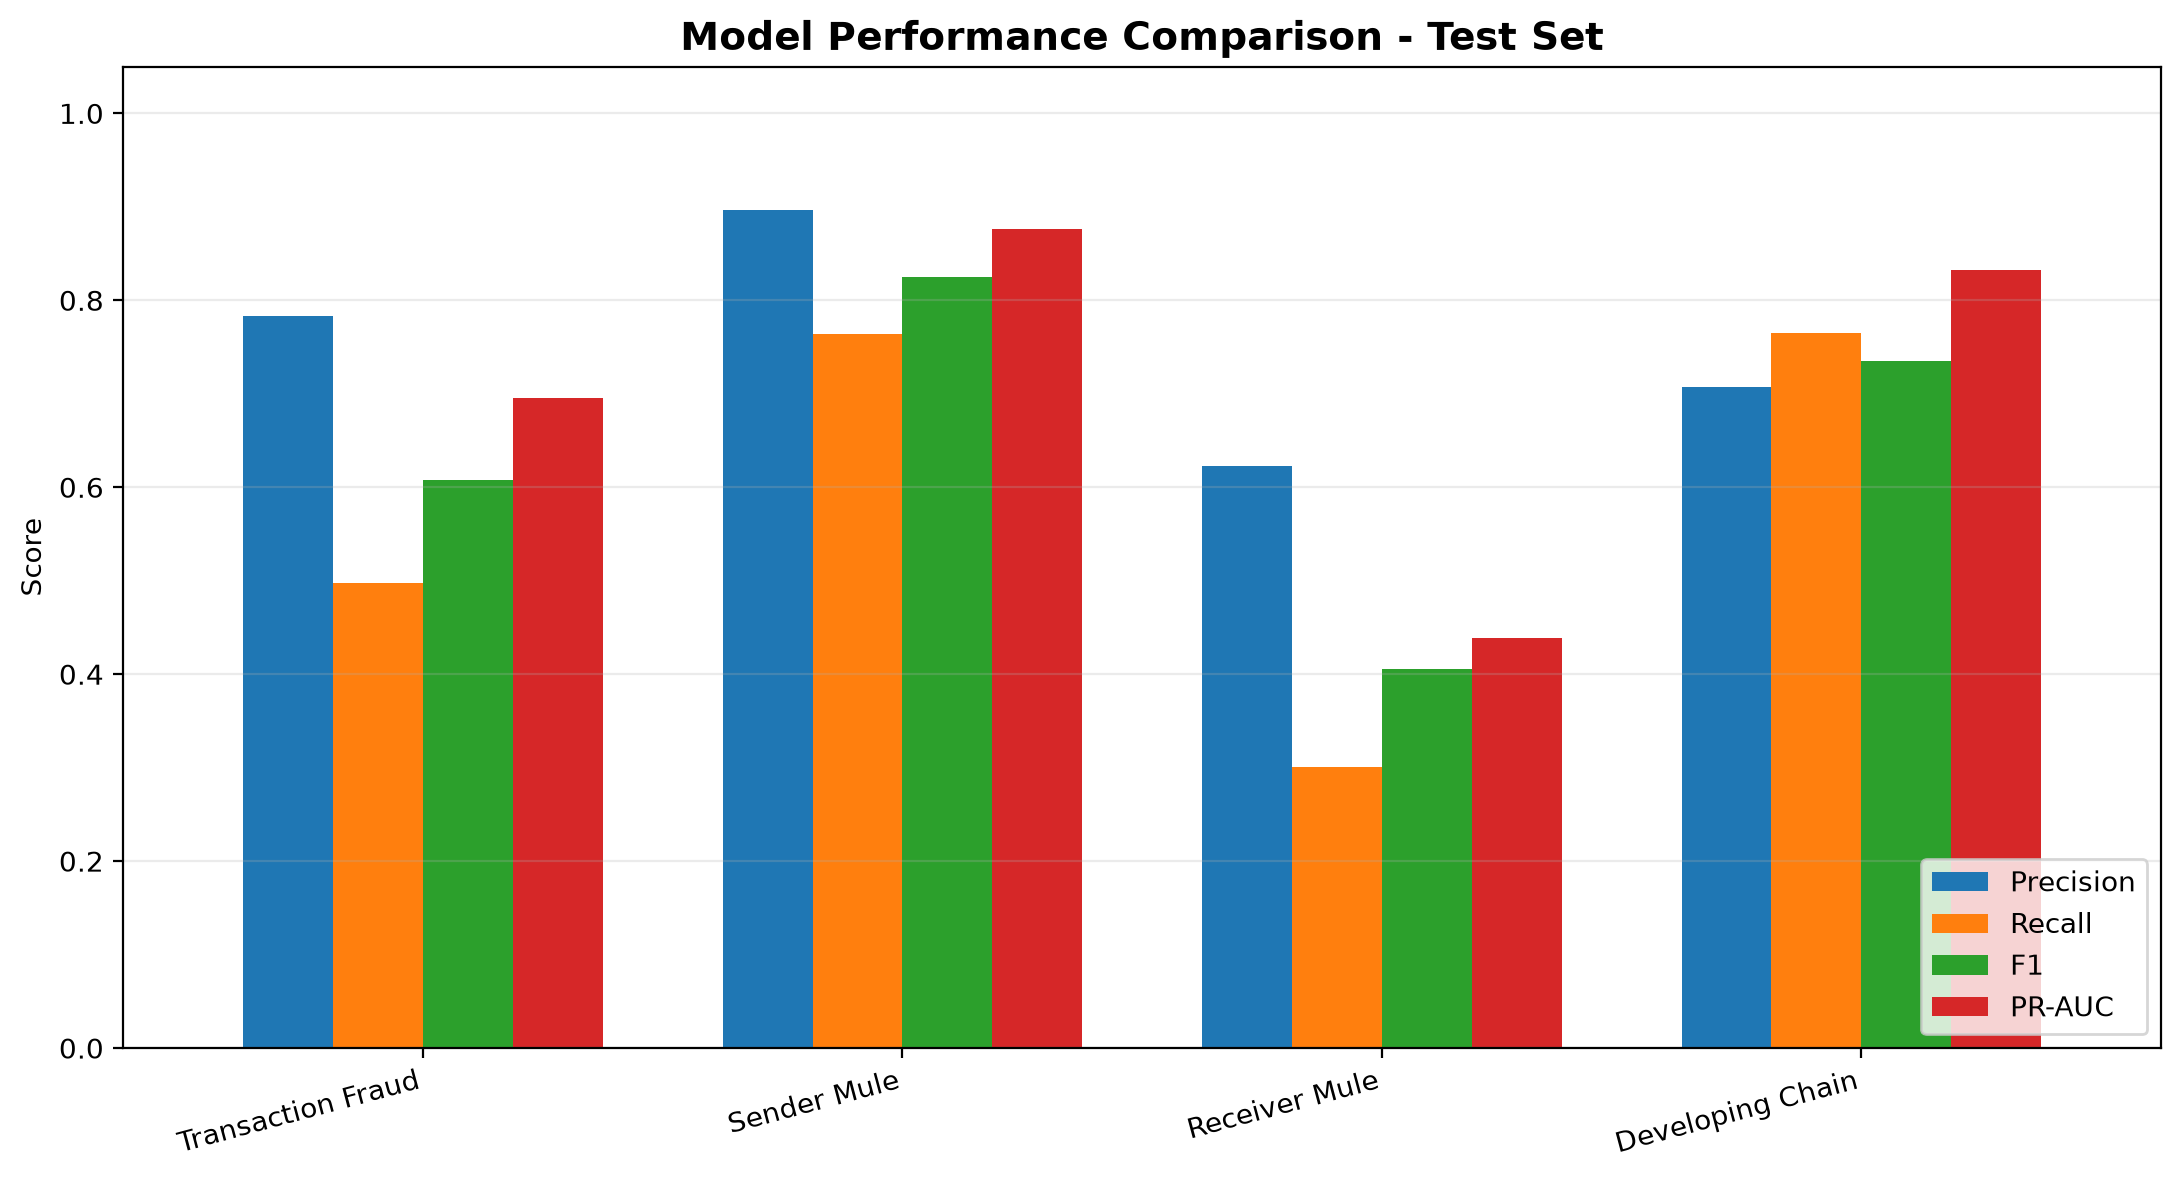 Model Performance Comparison - Test Set
1.0
0.8
0.6
0.4
0.2
0.0
Score
Transaction Fraud
Sender Mule
Receiver Mule
Developing Chain
Precision
Recall
F1
PR-AUC